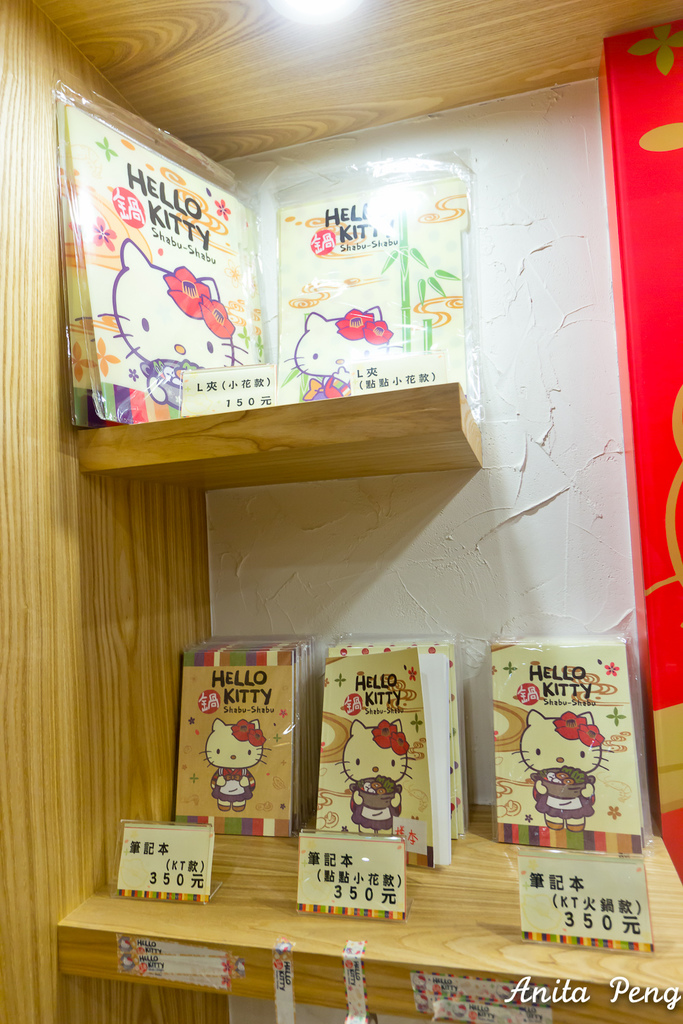 HELLO
鍋 KITTY
Shabu-Shabu
HELLO
鍋 KITTY
Shabu-Shabu
L夾(小花款)
150元
L夾
(點點小花款)
HELLO
鍋 KITTY
Shabu-Shabu
HELLO
鍋 KITTY
Shabu-Shabu
HELLO
鍋 KITTY
Shabu-Shabu
筆記本
(KT款)
350元
筆記本
(點點小花款)
350元
筆記本
(KT火鍋款)
350元
HELLO
KITTY
HELLO
KITTY
Anita Peng